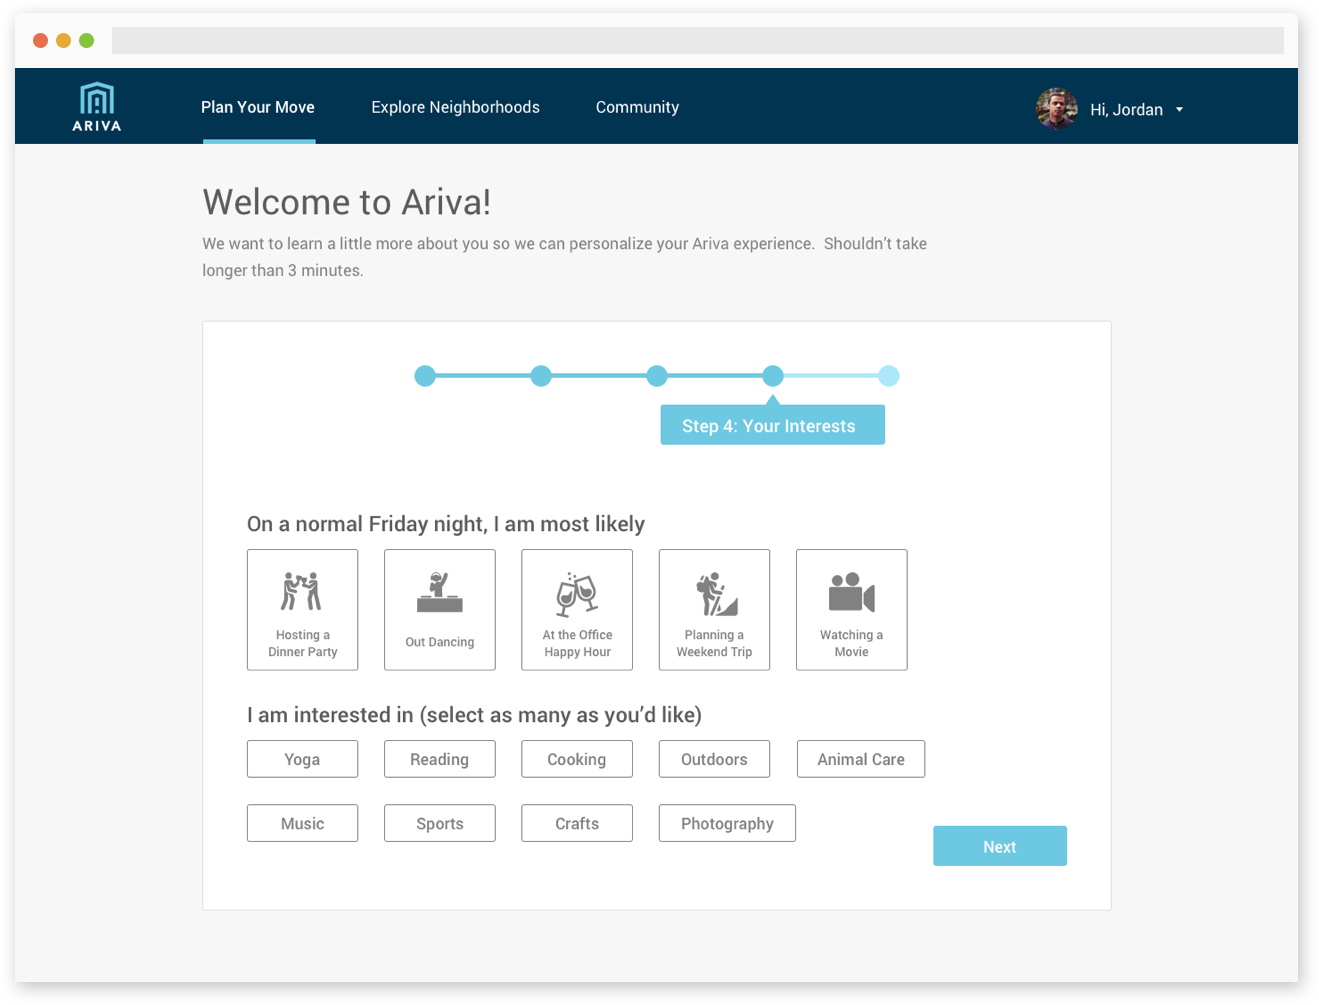 ARIVA
Plan Your Move
Explore Neighborhoods
Community
Hi, Jordan
Welcome to Ariva!
We want to learn a little more about you so we can personalize your Ariva experience.  Shouldn’t take
longer than 3 minutes.
Step 4: Your Interests
On a normal Friday night, I am most likely
Hosting a
Dinner Party
Out Dancing
At the Office
Happy Hour
Planning a
Weekend Trip
Watching a
Movie
I am interested in (select as many as you’d like)
Yoga
Reading
Cooking
Outdoors
Animal Care
Music
Sports
Crafts
Photography
Next